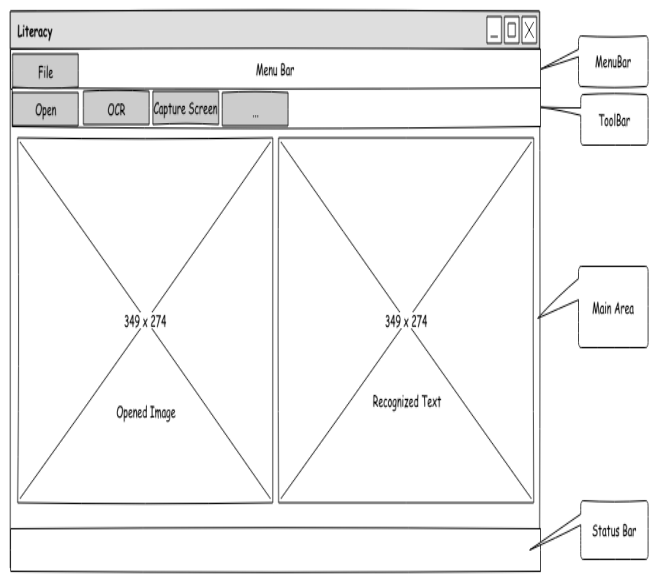 Literacy
File
Menu Bar
MenuBar
Open
OCR
Capture Screen
...
ToolBar
349 x 274
349 x 274
Main Area
Opened Image
Recognized Text
Status Bar